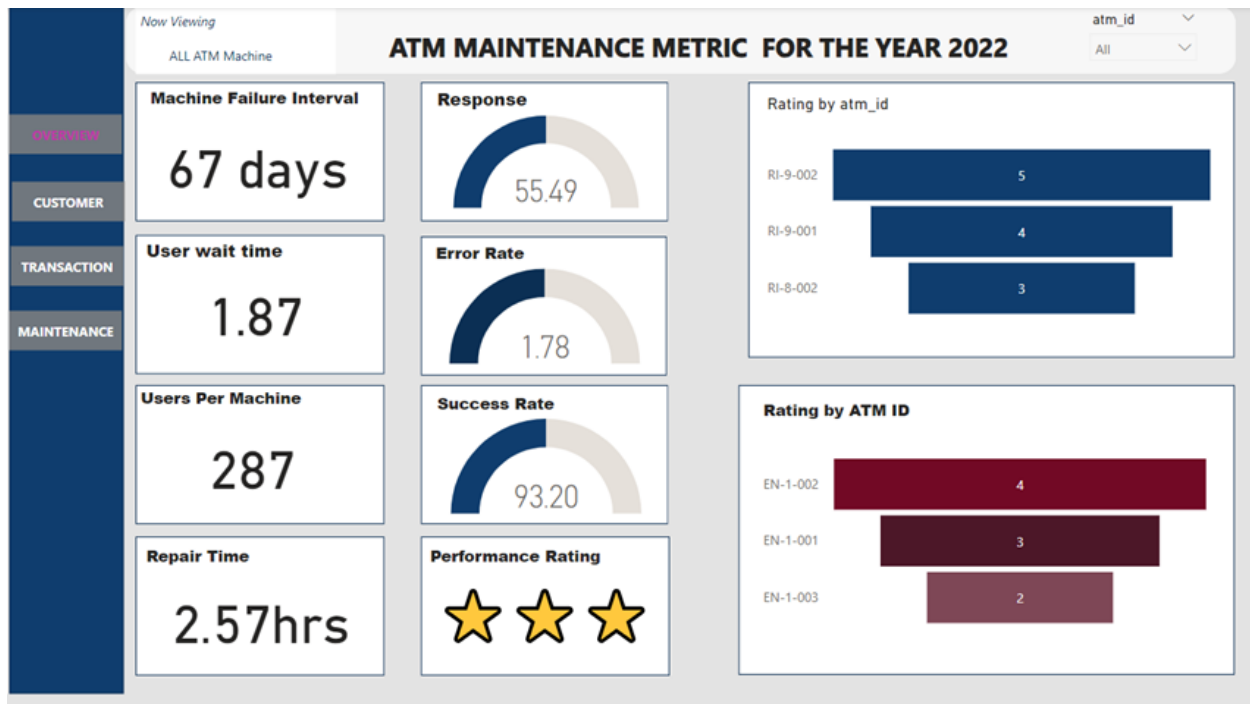 Now Viewing
ALL ATM Machine
ATM MAINTENANCE METRIC FOR THE YEAR 2022
atm_id
All
OVERVIEW
CUSTOMER
TRANSACTION
MAINTENANCE
Machine Failure Interval
67 days
User wait time
1.87
Users Per Machine
287
Repair Time
2.57hrs
Response
55.49
Error Rate
1.78
Success Rate
93.20
Performance Rating
Rating by atm_id
RI-9-002 5
RI-9-001 4
RI-8-002 3
Rating by ATM ID
EN-1-002 4
EN-1-001 3
EN-1-003 2